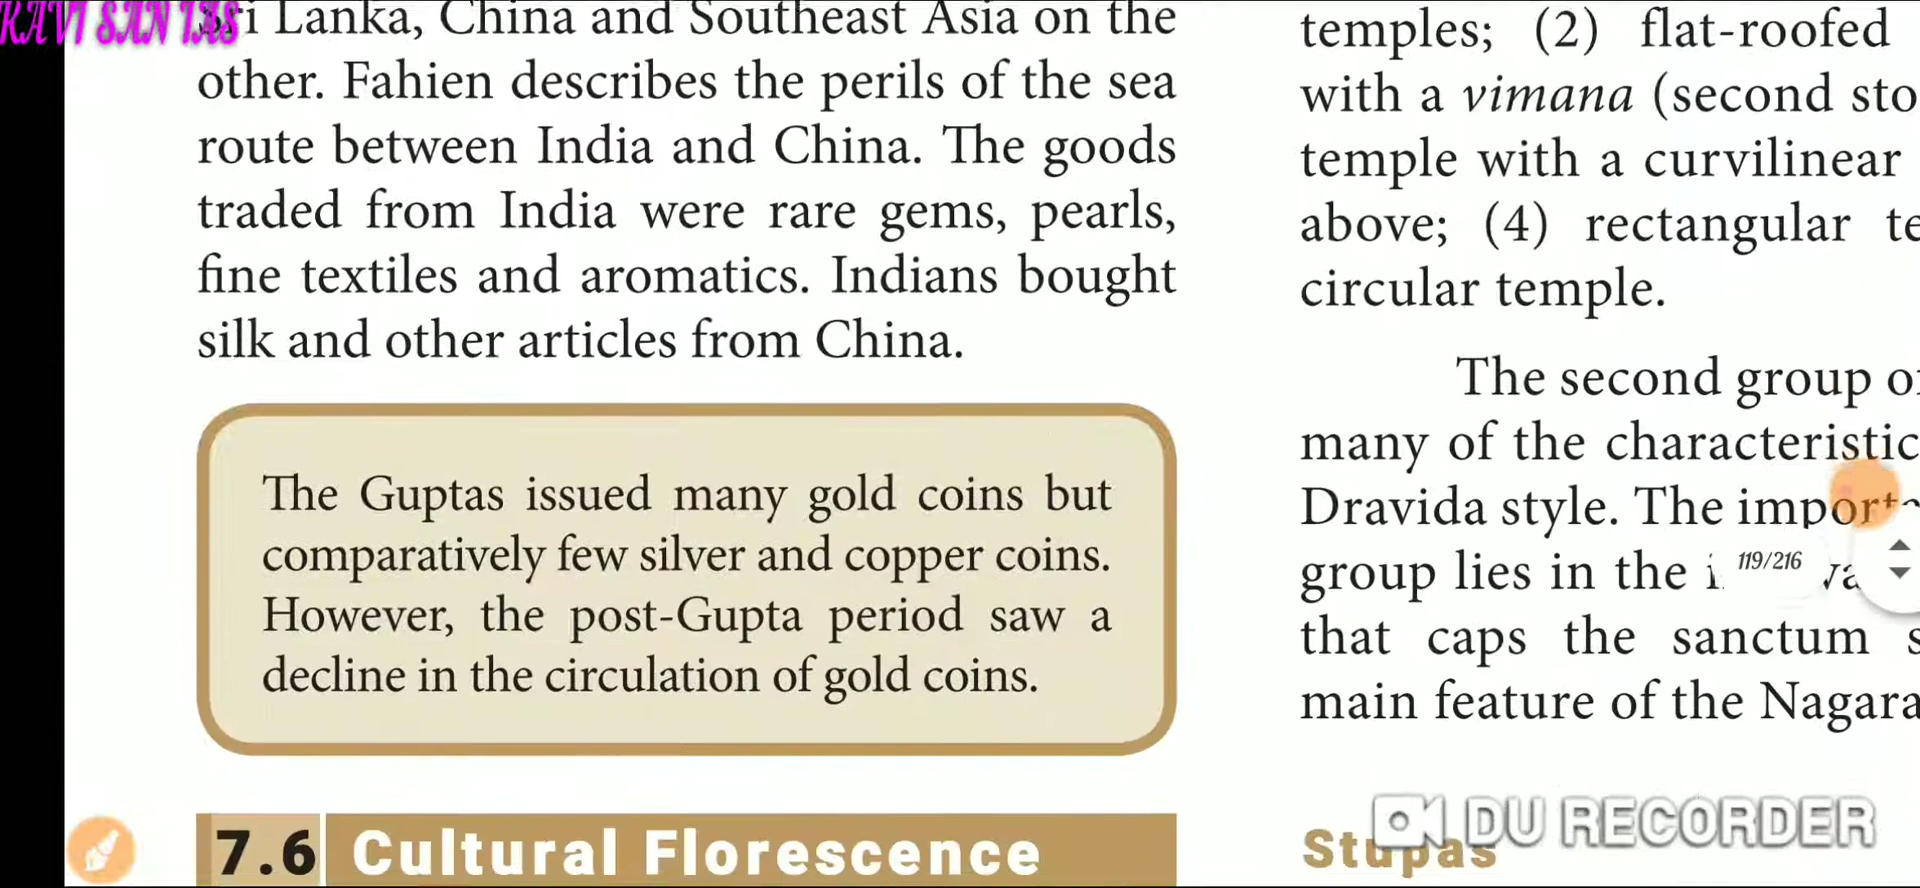 KAVI SAN IAS
Sri Lanka, China and Southeast Asia on the
other. Fahien describes the perils of the sea
route between India and China. The goods
traded from India were rare gems, pearls,
fine textiles and aromatics. Indians bought
silk and other articles from China.
The Guptas issued many gold coins but
comparatively few silver and copper coins.
However, the post-Gupta period saw a
decline in the circulation of gold coins.
7.6 Cultural Florescence
temples; (2) flat-roofed
with a vimana (second sto
temple with a curvilinear
above; (4) rectangular te
circular temple.
The second group of
many of the characteristic
Dravida style. The import
group lies in the
that caps the sanctum s
main feature of the Nagara
119/216
Stupas
DU RECORDER